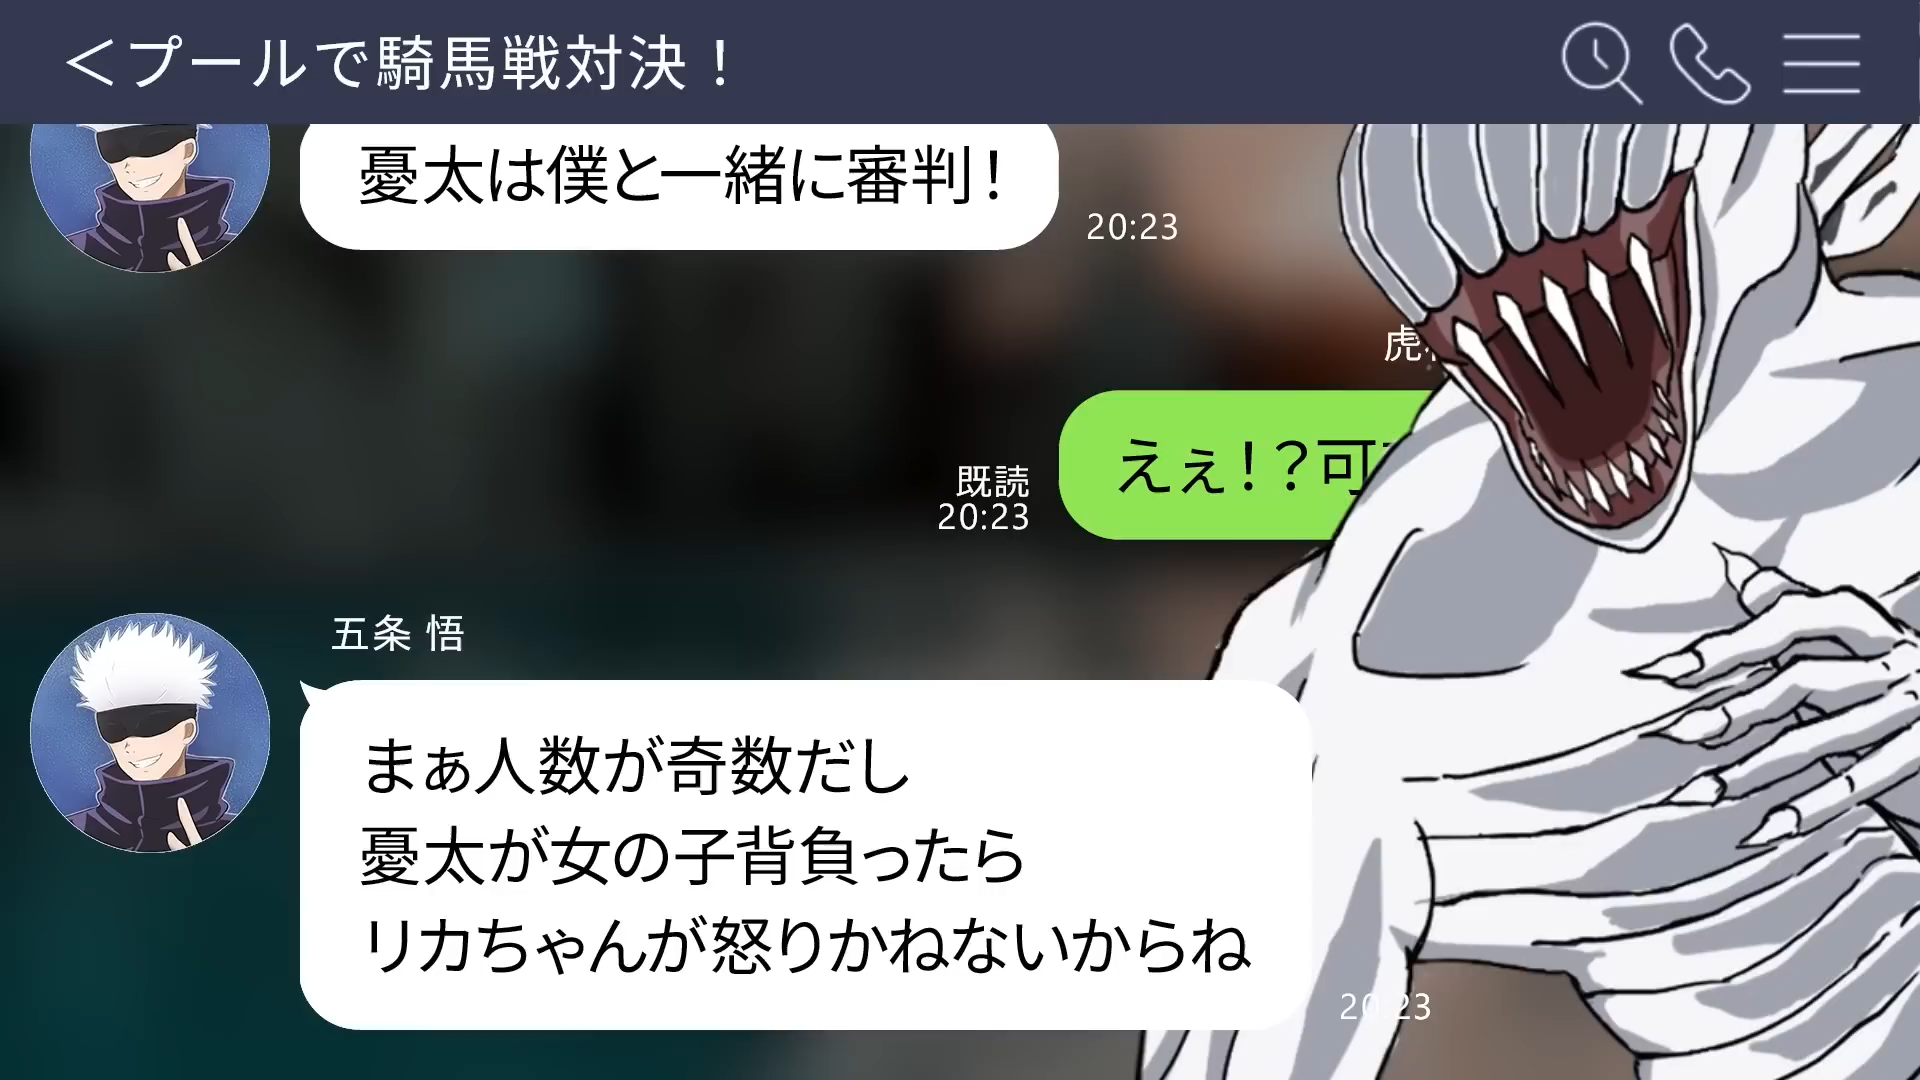 ＜プールで騎馬戦対決！
憂太は僕と一緒に審判！
20:23
虎
えぇ！？可
既読
20:23
五条 悟
まぁ人数が奇数だし
憂太が女の子背負ったら
リカちゃんが怒りかねないからね
20:23